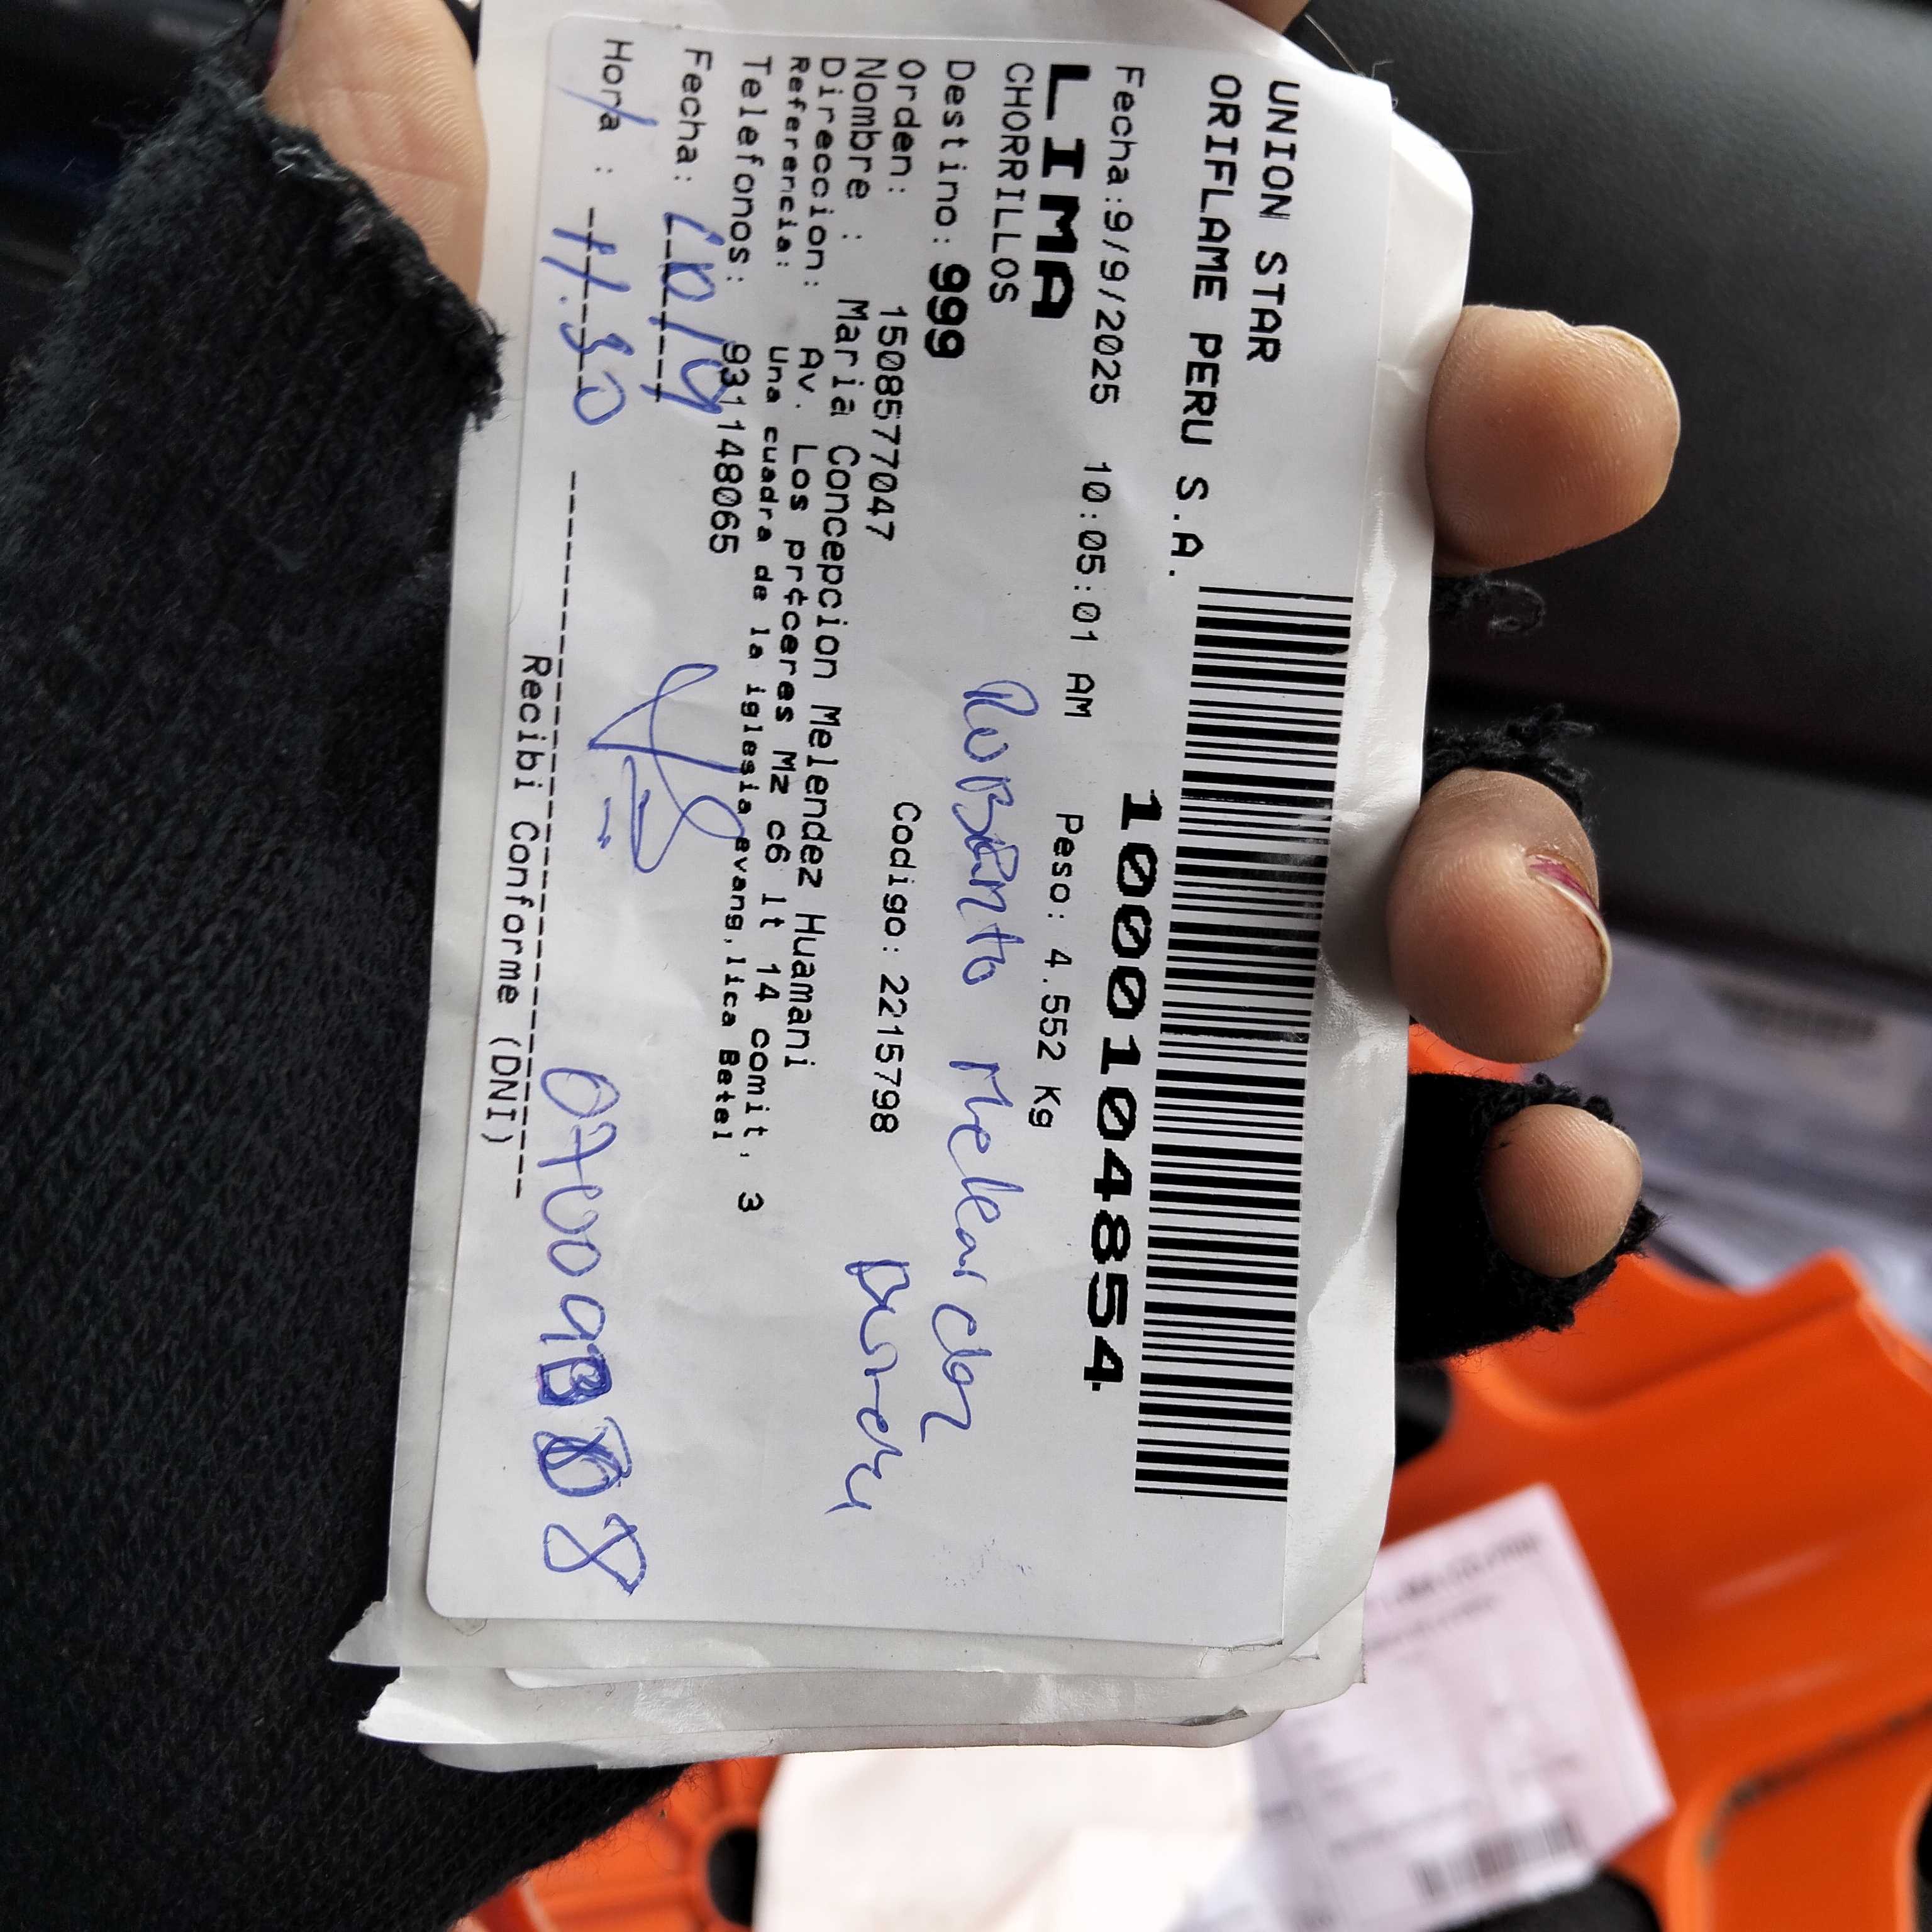 UNION STAR
ORIFLAME PERU S.A.
Fecha:9/9/2025 10:05:01 AM Peso: 4.552 Kg
1000104854
LIMA
CHORRILLOS
Destino: 999
Melendez
Orden: 1508577047 Codigo: 2215798
Nombre : Maria Concepcion Melendez Huamani
Direccion: Av. Los pr¢ceres Mz c6 lt 14 comit, 3
Referencia: una cuadra de la iglesia evang,lica Betel
Telefonos: 931148065
Fecha: 10/9
Hora : 11.30
Recibi Conforme (DNI)